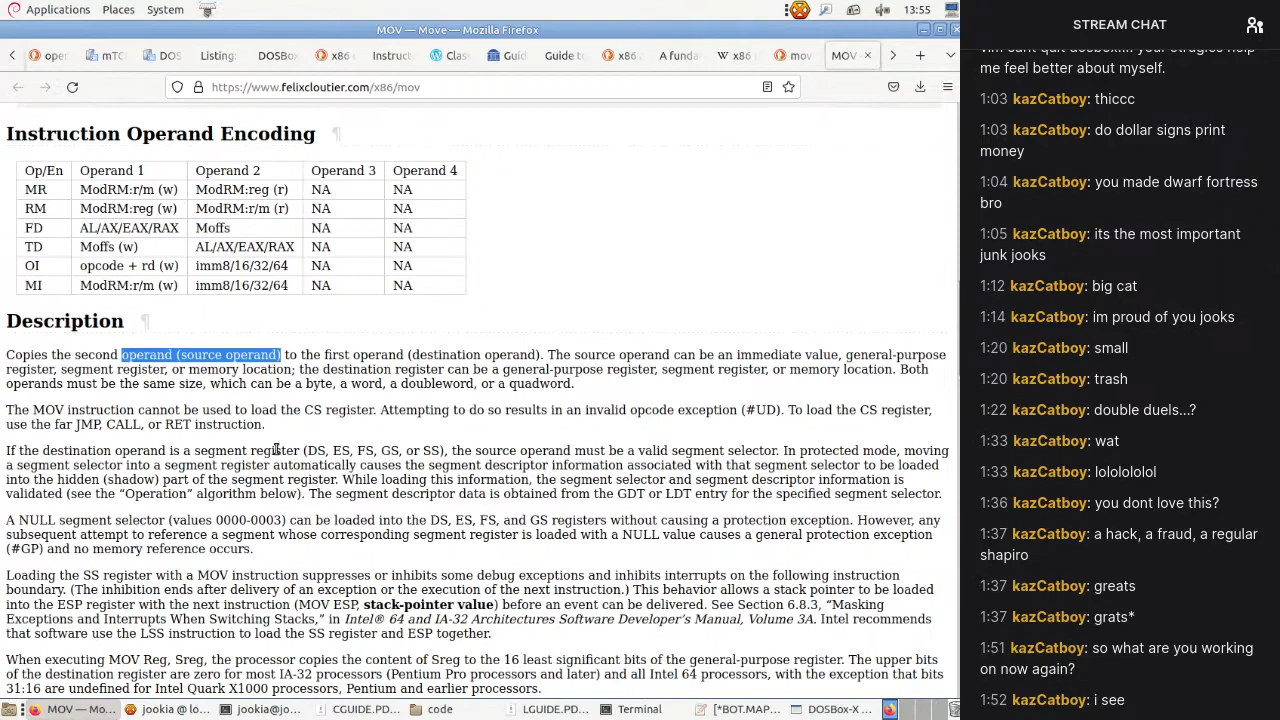 Applications Places System 13:55
MOV — Move — Mozilla Firefox
oper mTC DOS Listing: DOSBo x86 Instruct Clas Guid Guide to x86 A funda x86 mov MOV
https://www.felixcloutier.com/x86/mov
Instruction Operand Encoding ¶
Op/En Operand 1 Operand 2 Operand 3 Operand 4
MR ModRM:r/m (w) ModRM:reg (r) NA NA
RM ModRM:reg (w) ModRM:r/m (r) NA NA
FD AL/AX/EAX/RAX Moffs NA NA
TD Moffs (w) AL/AX/EAX/RAX NA NA
OI opcode + rd (w) imm8/16/32/64 NA NA
MI ModRM:r/m (w) imm8/16/32/64 NA NA
Description ¶
Copies the second operand (source operand) to the first operand (destination operand). The source operand can be an immediate value, general-purpose
register, segment register, or memory location; the destination register can be a general-purpose register, segment register, or memory location. Both
operands must be the same size, which can be a byte, a word, a doubleword, or a quadword.
The MOV instruction cannot be used to load the CS register. Attempting to do so results in an invalid opcode exception (#UD). To load the CS register,
use the far JMP, CALL, or RET instruction.
If the destination operand is a segment register (DS, ES, FS, GS, or SS), the source operand must be a valid segment selector. In protected mode, moving
a segment selector into a segment register automatically causes the segment descriptor information associated with that segment selector to be loaded
into the hidden (shadow) part of the segment register. While loading this information, the segment selector and segment descriptor information is
validated (see the “Operation” algorithm below). The segment descriptor data is obtained from the GDT or LDT entry for the specified segment selector.
A NULL segment selector (values 0000-0003) can be loaded into the DS, ES, FS, and GS registers without causing a protection exception. However, any
subsequent attempt to reference a segment whose corresponding segment register is loaded with a NULL value causes a general protection exception
(#GP) and no memory reference occurs.
Loading the SS register with a MOV instruction suppresses or inhibits some debug exceptions and inhibits interrupts on the following instruction
boundary. (The inhibition ends after delivery of an exception or the execution of the next instruction.) This behavior allows a stack pointer to be loaded
into the ESP register with the next instruction (MOV ESP, stack-pointer value) before an event can be delivered. See Section 6.8.3, “Masking
Exceptions and Interrupts When Switching Stacks,” in Intel® 64 and IA-32 Architectures Software Developer’s Manual, Volume 3A. Intel recommends
that software use the LSS instruction to load the SS register and ESP together.
When executing MOV Reg, Sreg, the processor copies the content of Sreg to the 16 least significant bits of the general-purpose register. The upper bits
of the destination register are zero for most IA-32 processors (Pentium Pro processors and later) and all Intel 64 processors, with the exception that bits
31:16 are undefined for Intel Quark X1000 processors, Pentium and earlier processors.
MOV — Mo... jookia @ lo... jookia@jo... code LGUIDE.PD... Terminal [*BOT.MAP... DOSBox-X ...
STREAM CHAT
me feel better about myself.
1:03 kazCatboy: thiccc
1:03 kazCatboy: do dollar signs print
money
1:04 kazCatboy: you made dwarf fortress
bro
1:05 kazCatboy: its the most important
junk jooks
1:12 kazCatboy: big cat
1:14 kazCatboy: im proud of you jooks
1:20 kazCatboy: small
1:20 kazCatboy: trash
1:22 kazCatboy: double duels...?
1:33 kazCatboy: wat
1:33 kazCatboy: lolololol
1:36 kazCatboy: you dont love this?
1:37 kazCatboy: a hack, a fraud, a regular
shapiro
1:37 kazCatboy: greats
1:37 kazCatboy: grats*
1:51 kazCatboy: so what are you working
on now again?
1:52 kazCatboy: i see